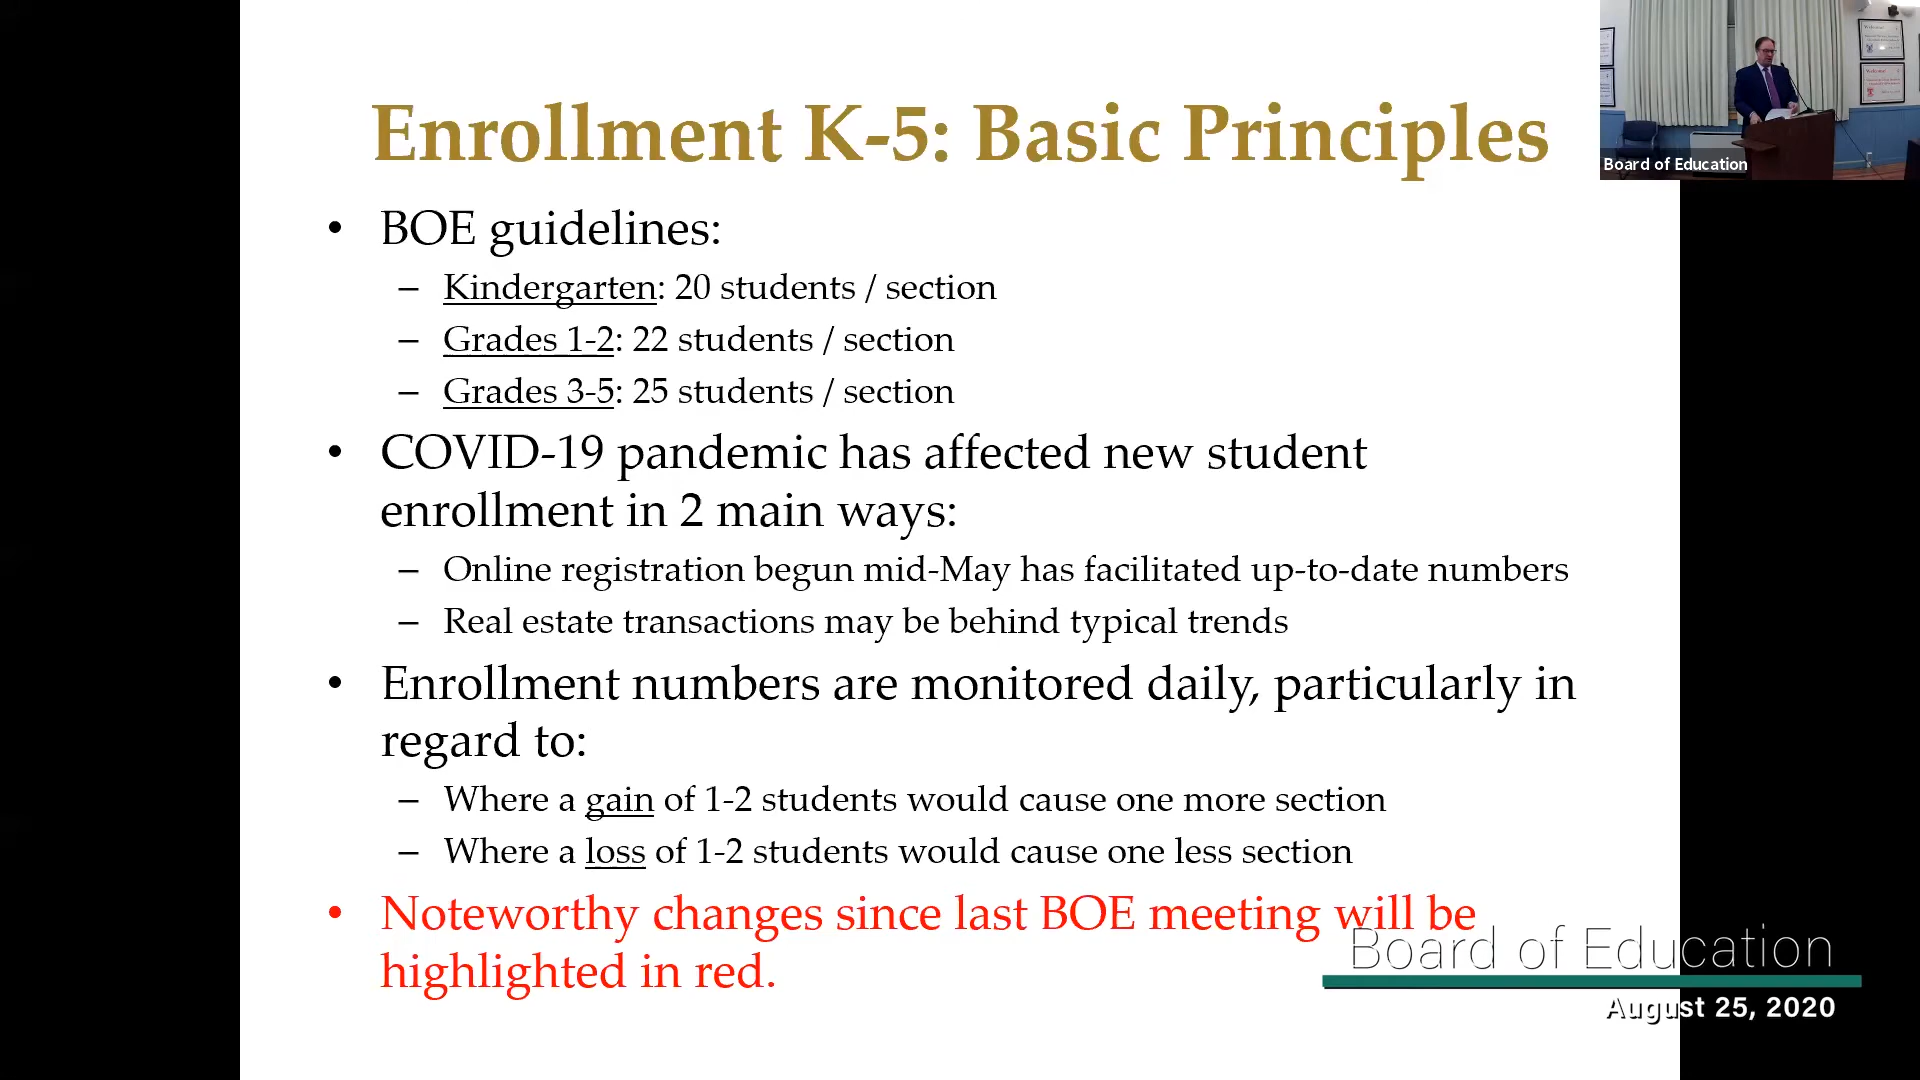 Enrollment K-5: Basic Principles
• BOE guidelines:
– Kindergarten: 20 students / section
– Grades 1-2: 22 students / section
– Grades 3-5: 25 students / section
• COVID-19 pandemic has affected new student
enrollment in 2 main ways:
– Online registration begun mid-May has facilitated up-to-date numbers
– Real estate transactions may be behind typical trends
• Enrollment numbers are monitored daily, particularly in
regard to:
– Where a gain of 1-2 students would cause one more section
– Where a loss of 1-2 students would cause one less section
• Noteworthy changes since last BOE meeting will be
highlighted in red.
Welcome!
Welcome!
Board of Education
Board of Education
August 25, 2020